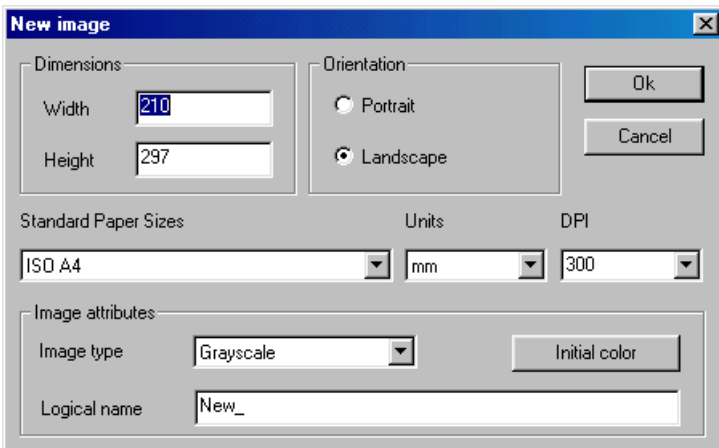 New image
Dimensions
Width 210
Height 297
Orientation
Portrait
Landscape
Ok
Cancel
Standard Paper Sizes Units DPI
ISO A4 mm 300
Image attributes
Image type Grayscale Initial color
Logical name New_